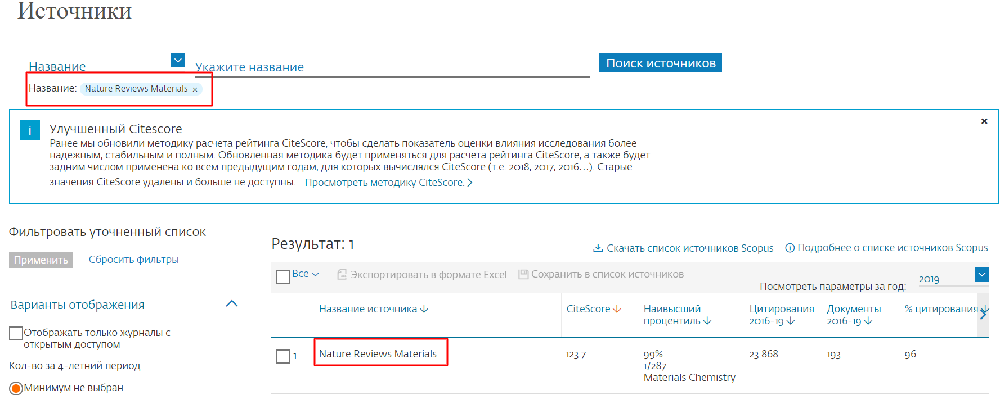 Источники
Название
Укажите название
Поиск источников
Название: Nature Reviews Materials ×
i
Улучшенный Citescore
×
Ранее мы обновили методику расчета рейтинга CiteScore, чтобы сделать показатель оценки влияния исследования более
надежным, стабильным и полным. Обновленная методика будет применяться для расчета рейтинга CiteScore, а также будет
задним числом применена ко всем предыдущим годам, для которых вычислялся CiteScore (т.е. 2018, 2017, 2016...). Старые
значения CiteScore удалены и больше не доступны. Просмотреть методику CiteScore.
Фильтровать уточненный список
Применить
Сбросить фильтры
Варианты отображения
Отображать только журналы с
открытым доступом
Кол-во за 4-летний период
Минимум не выбран
Результат: 1
Скачать список источников Scopus
Подробнее о списке источников Scopus
Все
Экспортировать в формате Excel
Сохранить в список источников
Посмотреть параметры за год:
2019
Название источника
CiteScore
Наивысший
процентиль
Цитирования
2016-19
Документы
2016-19
% цитирования
1
Nature Reviews Materials
123.7
99%
1/287
Materials Chemistry
23 868
193
96